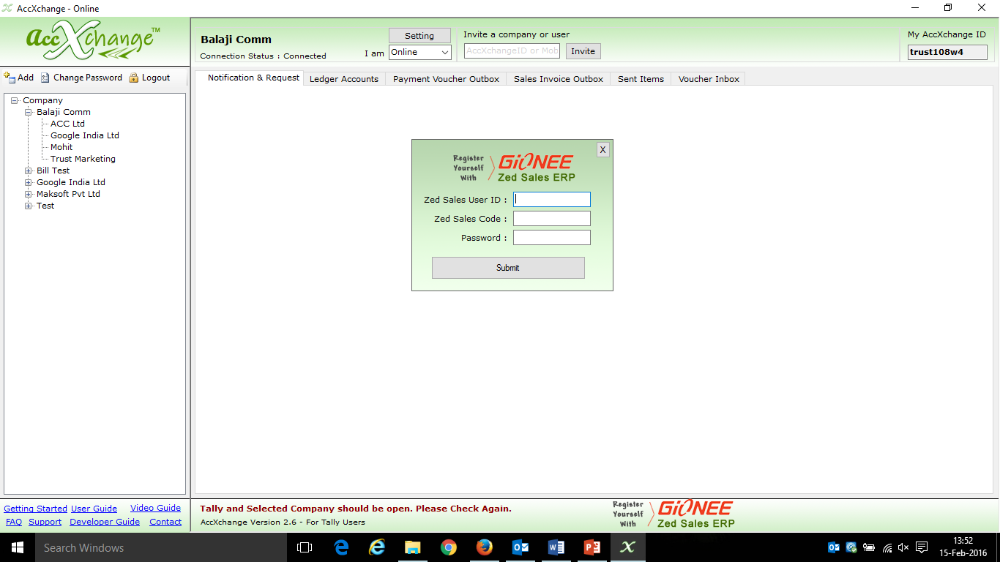 AccXchange - Online
accXchange™
Add Change Password Logout
Company
Balaji Comm
ACC Ltd
Google India Ltd
Mohit
Trust Marketing
Bill Test
Google India Ltd
Maksoft Pvt Ltd
Test
Getting Started User Guide Video Guide
FAQ Support Developer Guide Contact
Balaji Comm
Connection Status : Connected
Setting
I am Online
Invite a company or user
AccXchangeID or Mob Invite
My AccXchange ID
trust108w4
Notification & Request Ledger Accounts Payment Voucher Outbox Sales Invoice Outbox Sent Items Voucher Inbox
X
Register Yourself With
GIONEE
Zed Sales ERP
Zed Sales User ID :
Zed Sales Code :
Password :
Submit
Tally and Selected Company should be open. Please Check Again.
AccXchange Version 2.6 - For Tally Users
Register Yourself With
GIONEE
Zed Sales ERP
Search Windows
13:52
15-Feb-2016